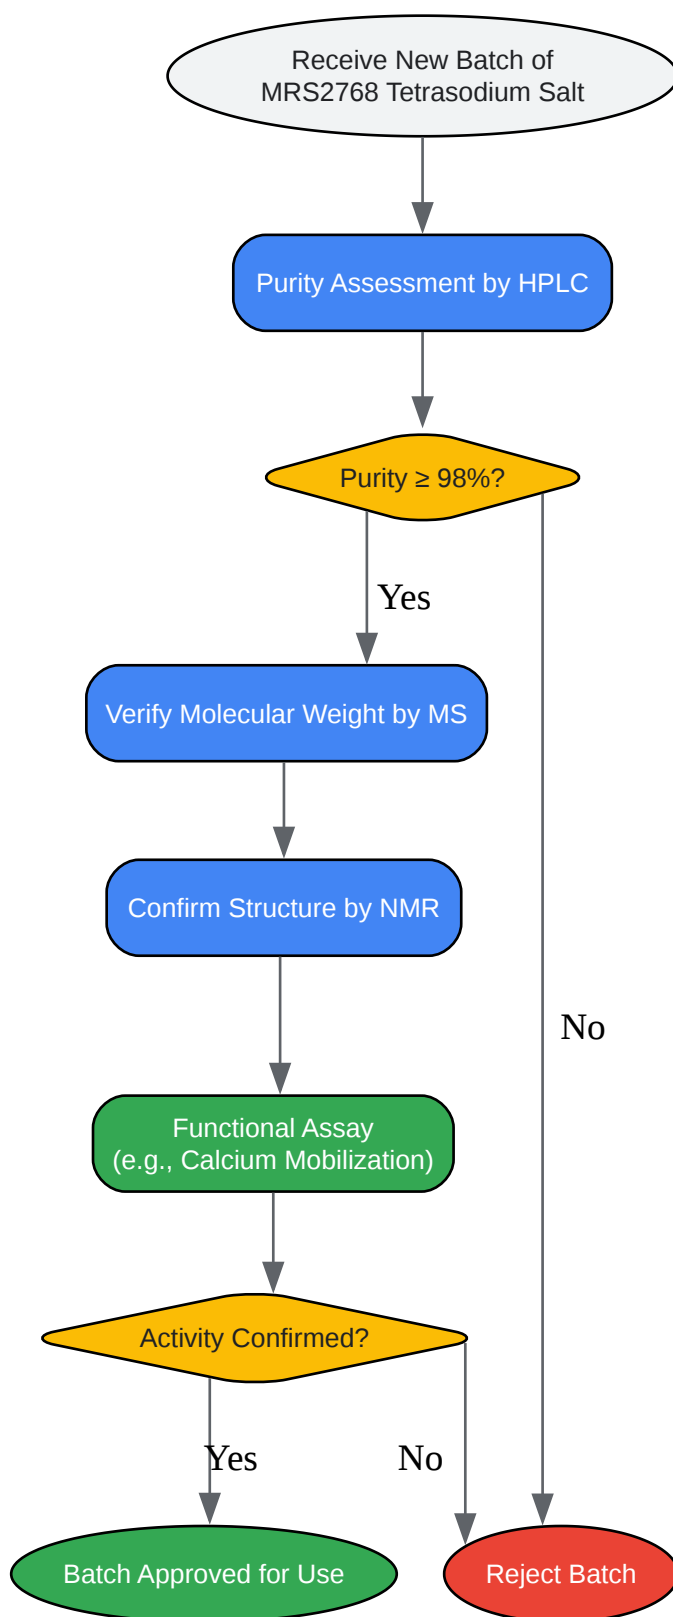 Receive New Batch of
MRS2768 Tetrasodium Salt
Purity Assessment by HPLC
Purity ≥ 98%?
Yes
Verify Molecular Weight by MS
Confirm Structure by NMR
No
Functional Assay
(e.g., Calcium Mobilization)
Activity Confirmed?
Yes
No
Batch Approved for Use
Reject Batch